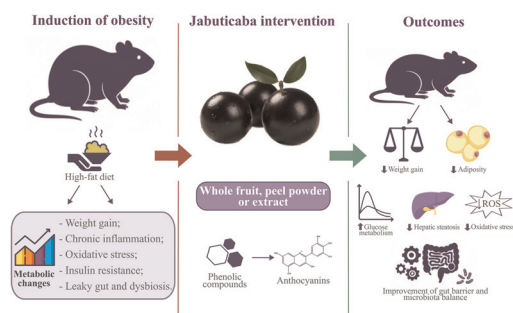 Induction of obesity
High-fat diet
Metabolic
changes
- Weight gain;
- Chronic inflammation;
- Oxidative stress;
- Insulin resistance;
- Leaky gut and dysbiosis.
Jabuticaba intervention
Whole fruit, peel powder
or extract
Phenolic
compounds
Anthocyanins
Outcomes
⬇Weight gain
⬇Adiposity
⬆Glucose
metabolism
⬇Hepatic steatosis
ROS
⬇Oxidative stress
Improvement of gut barrier and
microbiota balance